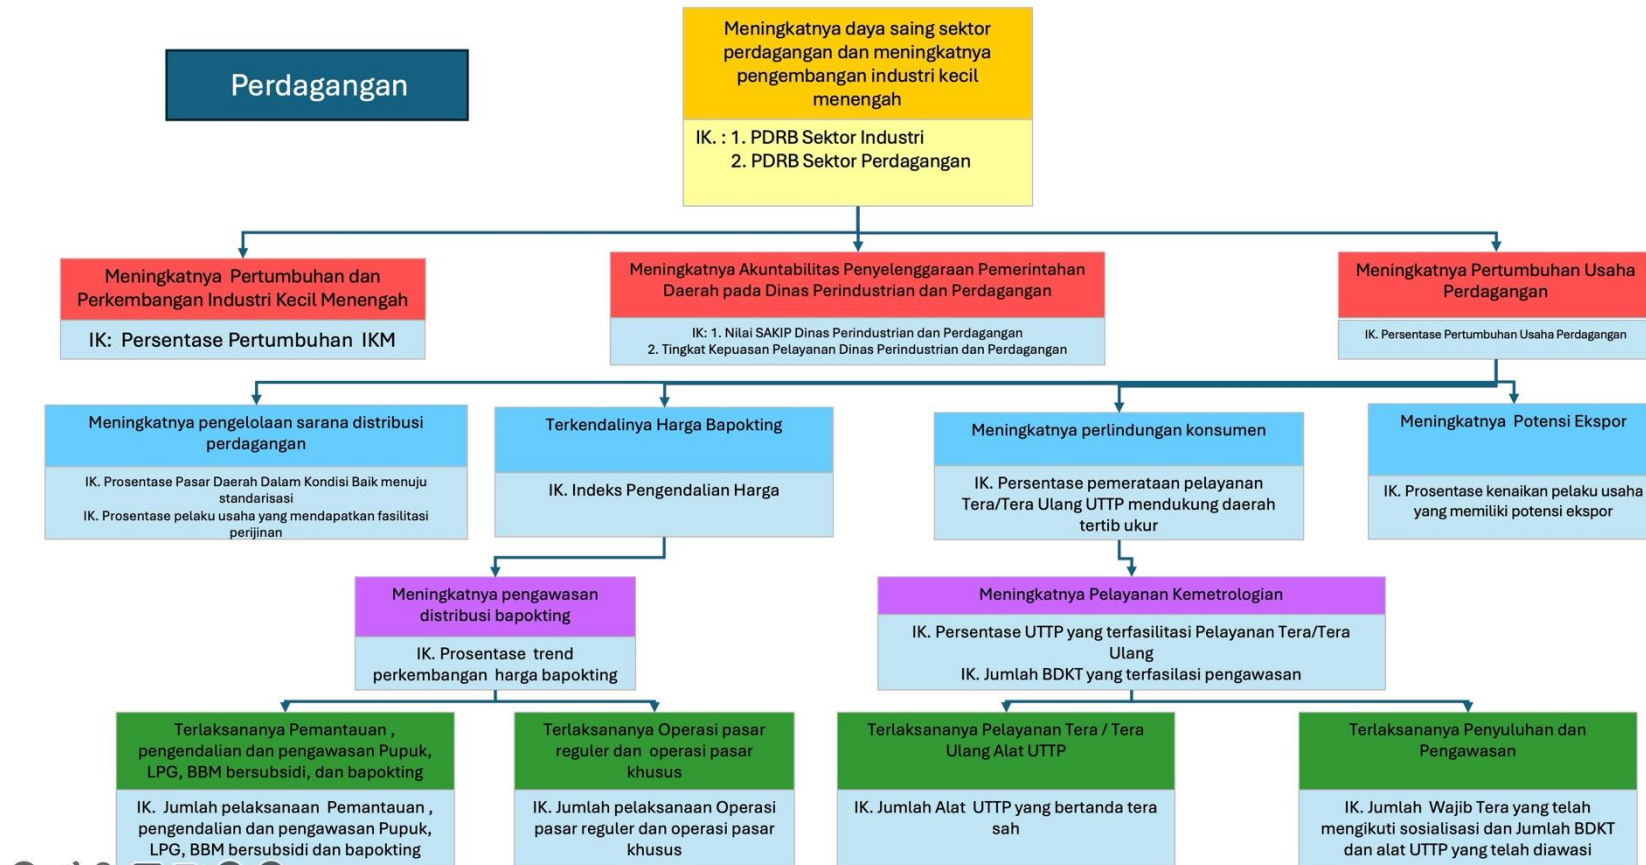 Perdagangan
Meningkatnya daya saing sektor
perdagangan dan meningkatnya
pengembangan industri kecil
menengah
IK. : 1. PDRB Sektor Industri
2. PDRB Sektor Perdagangan
Meningkatnya Pertumbuhan dan
Perkembangan Industri Kecil Menengah
IK: Persentase Pertumbuhan IKM
Meningkatnya Akuntabilitas Penyelenggaraan Pemerintahan
Daerah pada Dinas Perindustrian dan Perdagangan
IK: 1. Nilai SAKIP Dinas Perindustrian dan Perdagangan
2. Tingkat Kepuasan Pelayanan Dinas Perindustrian dan Perdagangan
Meningkatnya Pertumbuhan Usaha
Perdagangan
IK. Persentase Pertumbuhan Usaha Perdagangan
Meningkatnya pengelolaan sarana distribusi
perdagangan
IK. Prosentase Pasar Daerah Dalam Kondisi Baik menuju
standarisasi
IK. Prosentase pelaku usaha yang mendapatkan fasilitasi
perijinan
Terkendalinya Harga Bapokting
IK. Indeks Pengendalian Harga
Meningkatnya perlindungan konsumen
IK. Persentase pemerataan pelayanan
Tera/Tera Ulang UTTP mendukung daerah
tertib ukur
Meningkatnya Potensi Ekspor
IK. Prosentase kenaikan pelaku usaha
yang memiliki potensi ekspor
Meningkatnya pengawasan
distribusi bapokting
IK. Prosentase trend
perkembangan harga bapokting
Meningkatnya Pelayanan Kemetrologian
IK. Persentase UTTP yang terfasilitasi Pelayanan Tera/Tera
Ulang
IK. Jumlah BDKT yang terfasilasi pengawasan
Terlaksananya Pemantauan ,
pengendalian dan pengawasan Pupuk,
LPG, BBM bersubsidi, dan bapokting
IK. Jumlah pelaksanaan Pemantauan ,
pengendalian dan pengawasan Pupuk,
LPG, BBM bersubsidi dan bapokting
Terlaksananya Operasi pasar
reguler dan operasi pasar
khusus
IK. Jumlah pelaksanaan Operasi
pasar reguler dan operasi pasar
khusus
Terlaksananya Pelayanan Tera / Tera
Ulang Alat UTTP
IK. Jumlah Alat UTTP yang bertanda tera
sah
Terlaksananya Penyuluhan dan
Pengawasan
IK. Jumlah Wajib Tera yang telah
mengikuti sosialisasi dan Jumlah BDKT
dan alat UTTP yang telah diawasi